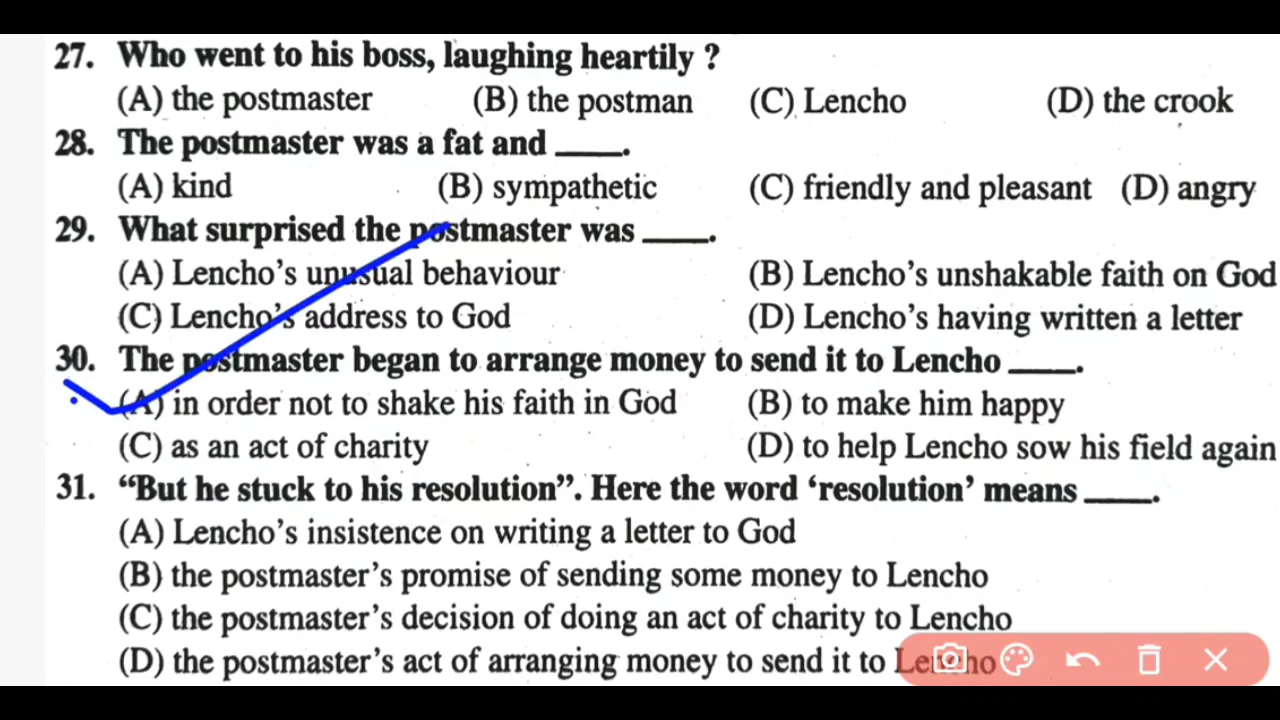 27. Who went to his boss, laughing heartily ?
(A) the postmaster (B) the postman (C) Lencho (D) the crook
28. The postmaster was a fat and ____.
(A) kind (B) sympathetic (C) friendly and pleasant (D) angry
29. What surprised the postmaster was ____.
(A) Lencho's unusual behaviour (B) Lencho's unshakable faith on God
(C) Lencho's address to God (D) Lencho's having written a letter
30. The postmaster began to arrange money to send it to Lencho ____.
(A) in order not to shake his faith in God (B) to make him happy
(C) as an act of charity (D) to help Lencho sow his field again
31. “But he stuck to his resolution”. Here the word ‘resolution’ means ____.
(A) Lencho's insistence on writing a letter to God
(B) the postmaster's promise of sending some money to Lencho
(C) the postmaster's decision of doing an act of charity to Lencho
(D) the postmaster's act of arranging money to send it to Lencho